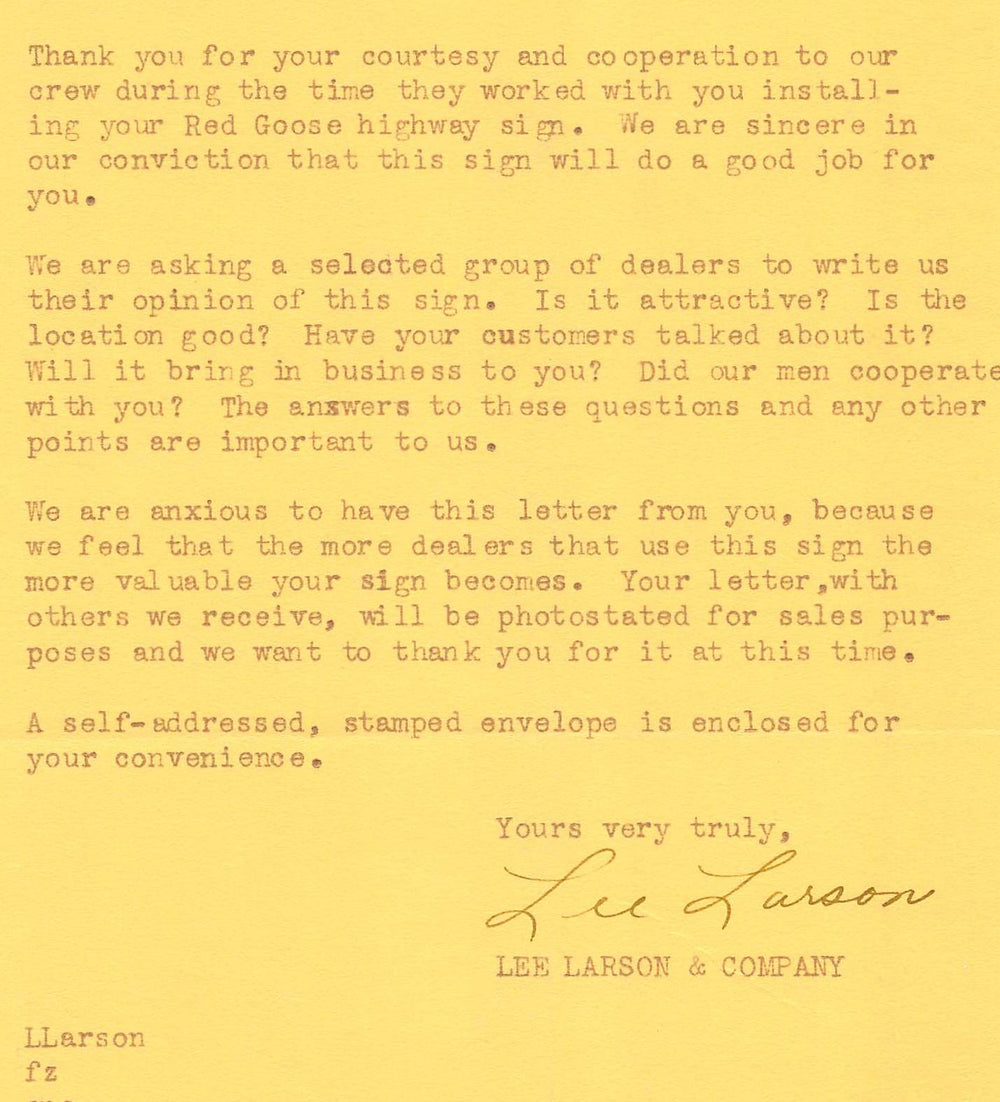 Thank you for your courtesy and cooperation to our
crew during the time they worked with you install-
ing your Red Goose highway sign. We are sincere in
our conviction that this sign will do a good job for
you.
We are asking a selected group of dealers to write us
their opinion of this sign. Is it attractive? Is the
location good? Have your customers talked about it?
Will it bring in business to you? Did our men cooperate
with you? The answers to these questions and any other
points are important to us.
We are anxious to have this letter from you, because
we feel that the more dealers that use this sign the
more valuable your sign becomes. Your letter,with
others we receive, will be photostated for sales pur-
poses and we want to thank you for it at this time.
A self-addressed, stamped envelope is enclosed for
your convenience.
Yours very truly,
Lee Larson
LEE LARSON & COMPANY
LLarson
fz